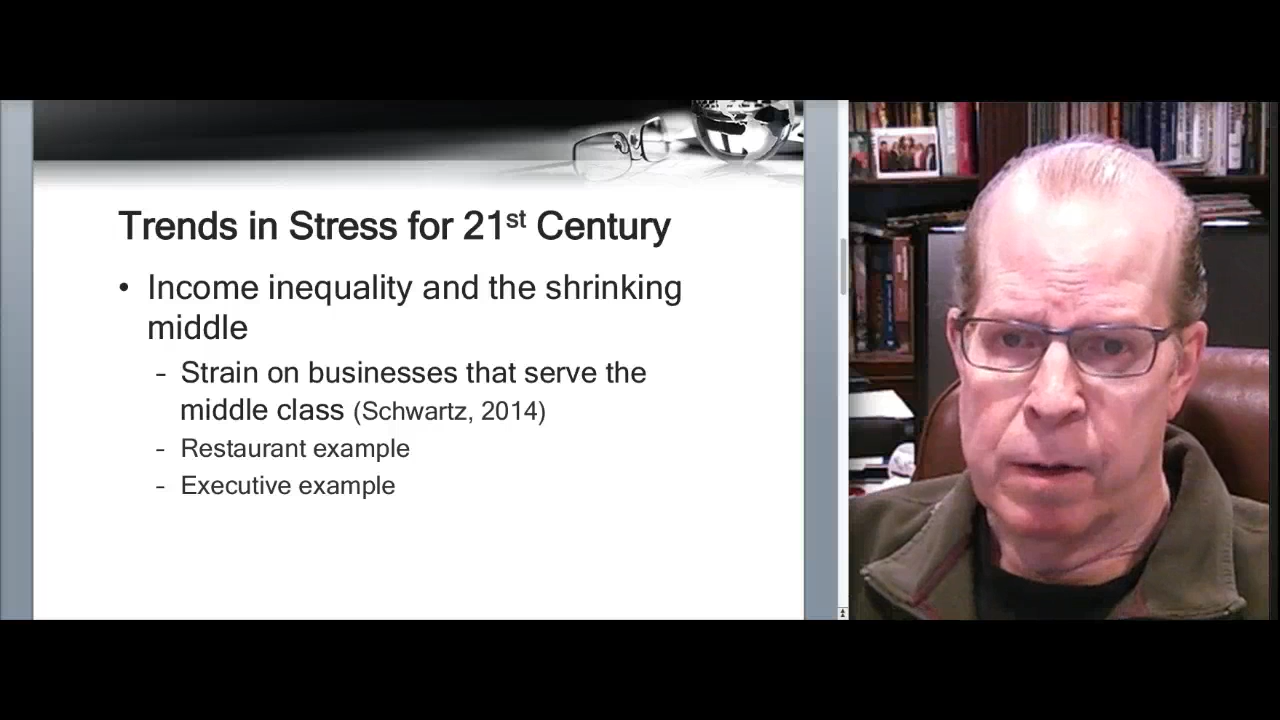 Trends in Stress for 21st Century
• Income inequality and the shrinking
middle
- Strain on businesses that serve the
middle class (Schwartz, 2014)
- Restaurant example
- Executive example